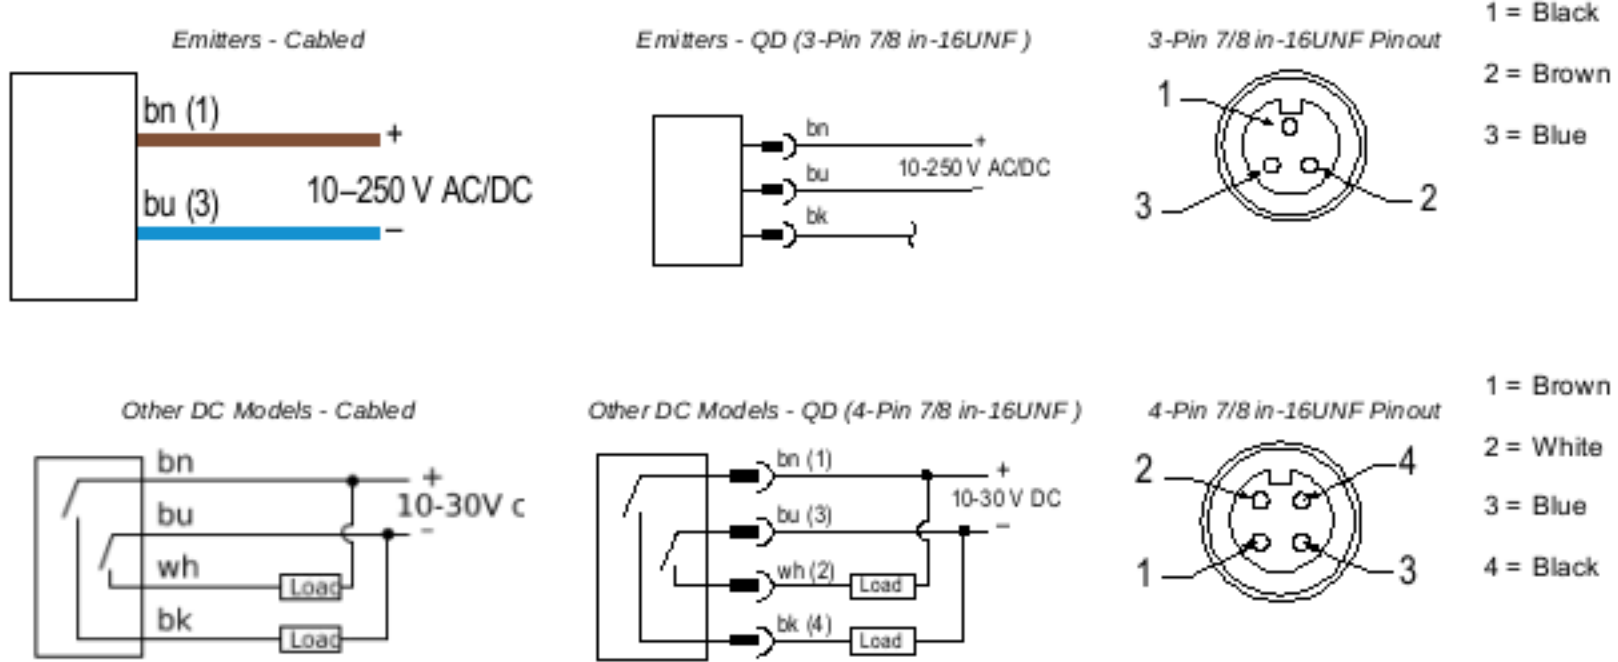 Emitters - Cabled
bn (1)
+
10–250 V AC/DC
bu (3)
–
Emitters - QD (3-Pin 7/8 in-16UNF )
bn
+
10-250 V AC/DC
bu
–
bk
3-Pin 7/8 in-16UNF Pinout
1
3
2
1 = Black
2 = Brown
3 = Blue
Other DC Models - Cabled
bn
+
10-30V c
bu
–
wh
Load
bk
Load
Other DC Models - QD (4-Pin 7/8 in-16UNF )
bn (1)
+
10-30 V DC
bu (3)
–
wh (2)
Load
bk (4)
Load
4-Pin 7/8 in-16UNF Pinout
2
4
1
3
1 = Brown
2 = White
3 = Blue
4 = Black